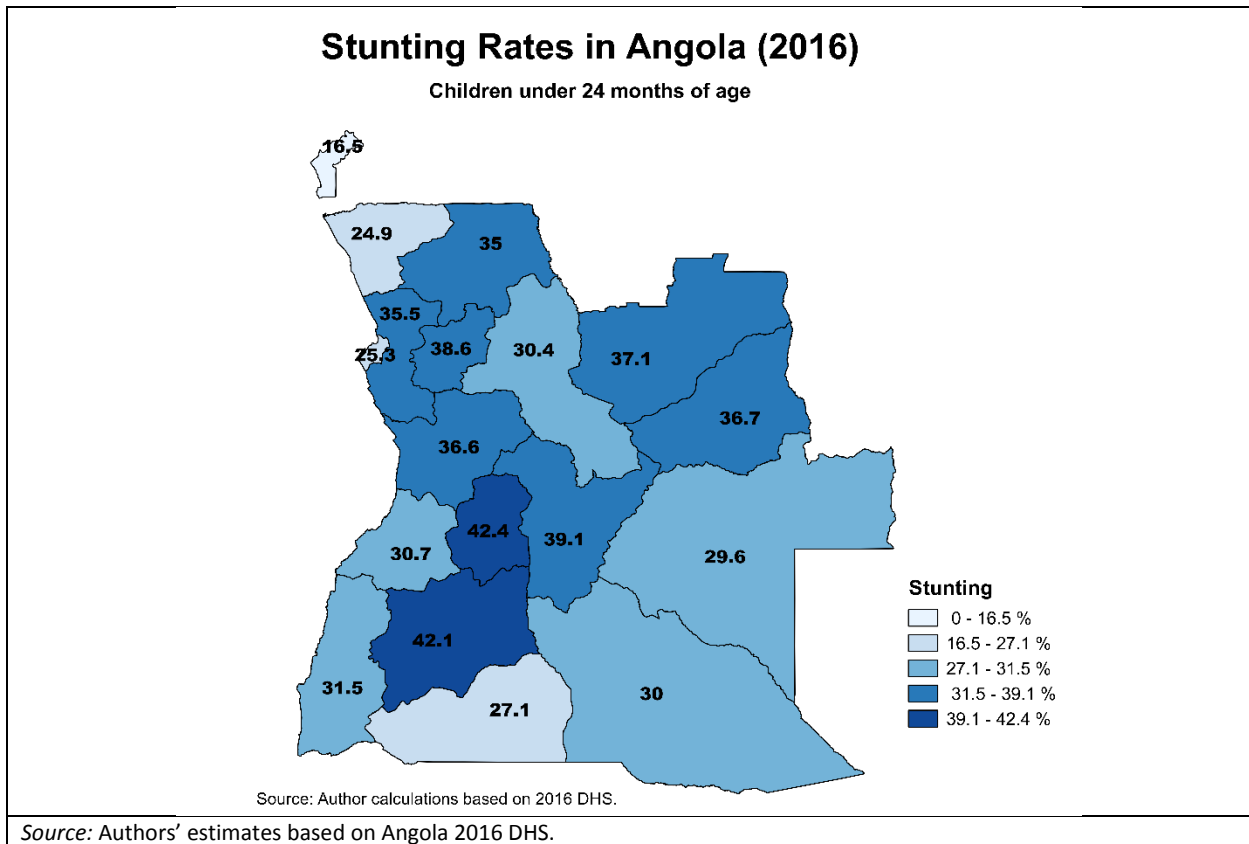 Stunting Rates in Angola (2016)
Children under 24 months of age
16.5
24.9
35
35.5
25.3
38.6
30.4
37.1
36.7
36.6
42.4
39.1
30.7
29.6
42.1
31.5
27.1
30
Stunting
0 - 16.5 %
16.5 - 27.1 %
27.1 - 31.5 %
31.5 - 39.1 %
39.1 - 42.4 %
Source: Author calculations based on 2016 DHS.
Source: Authors’ estimates based on Angola 2016 DHS.